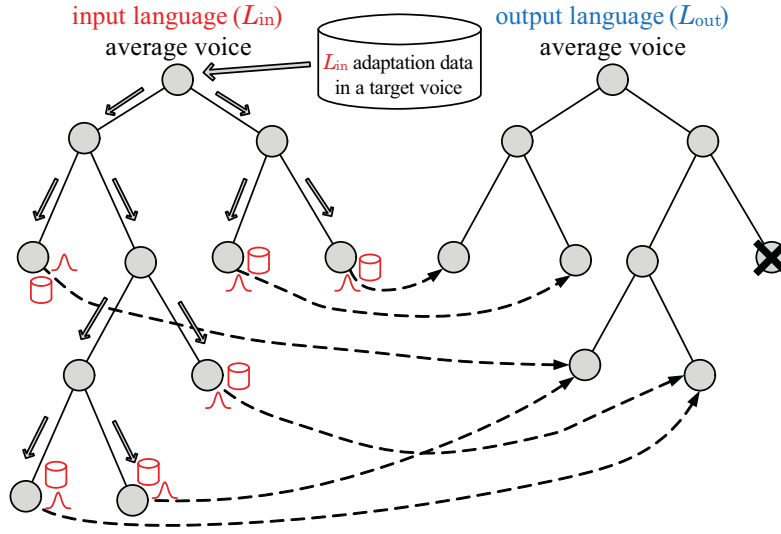 input language (Lin)
average voice
Lin adaptation data
in a target voice
output language (Lout)
average voice